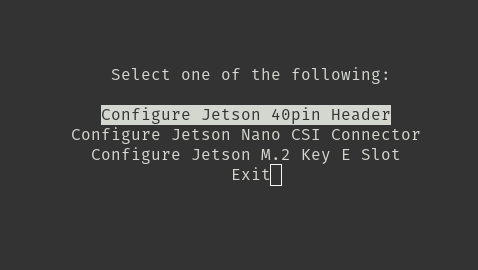 Select one of the following:
Configure Jetson 40pin Header
Configure Jetson Nano CSI Connector
Configure Jetson M.2 Key E Slot
Exit